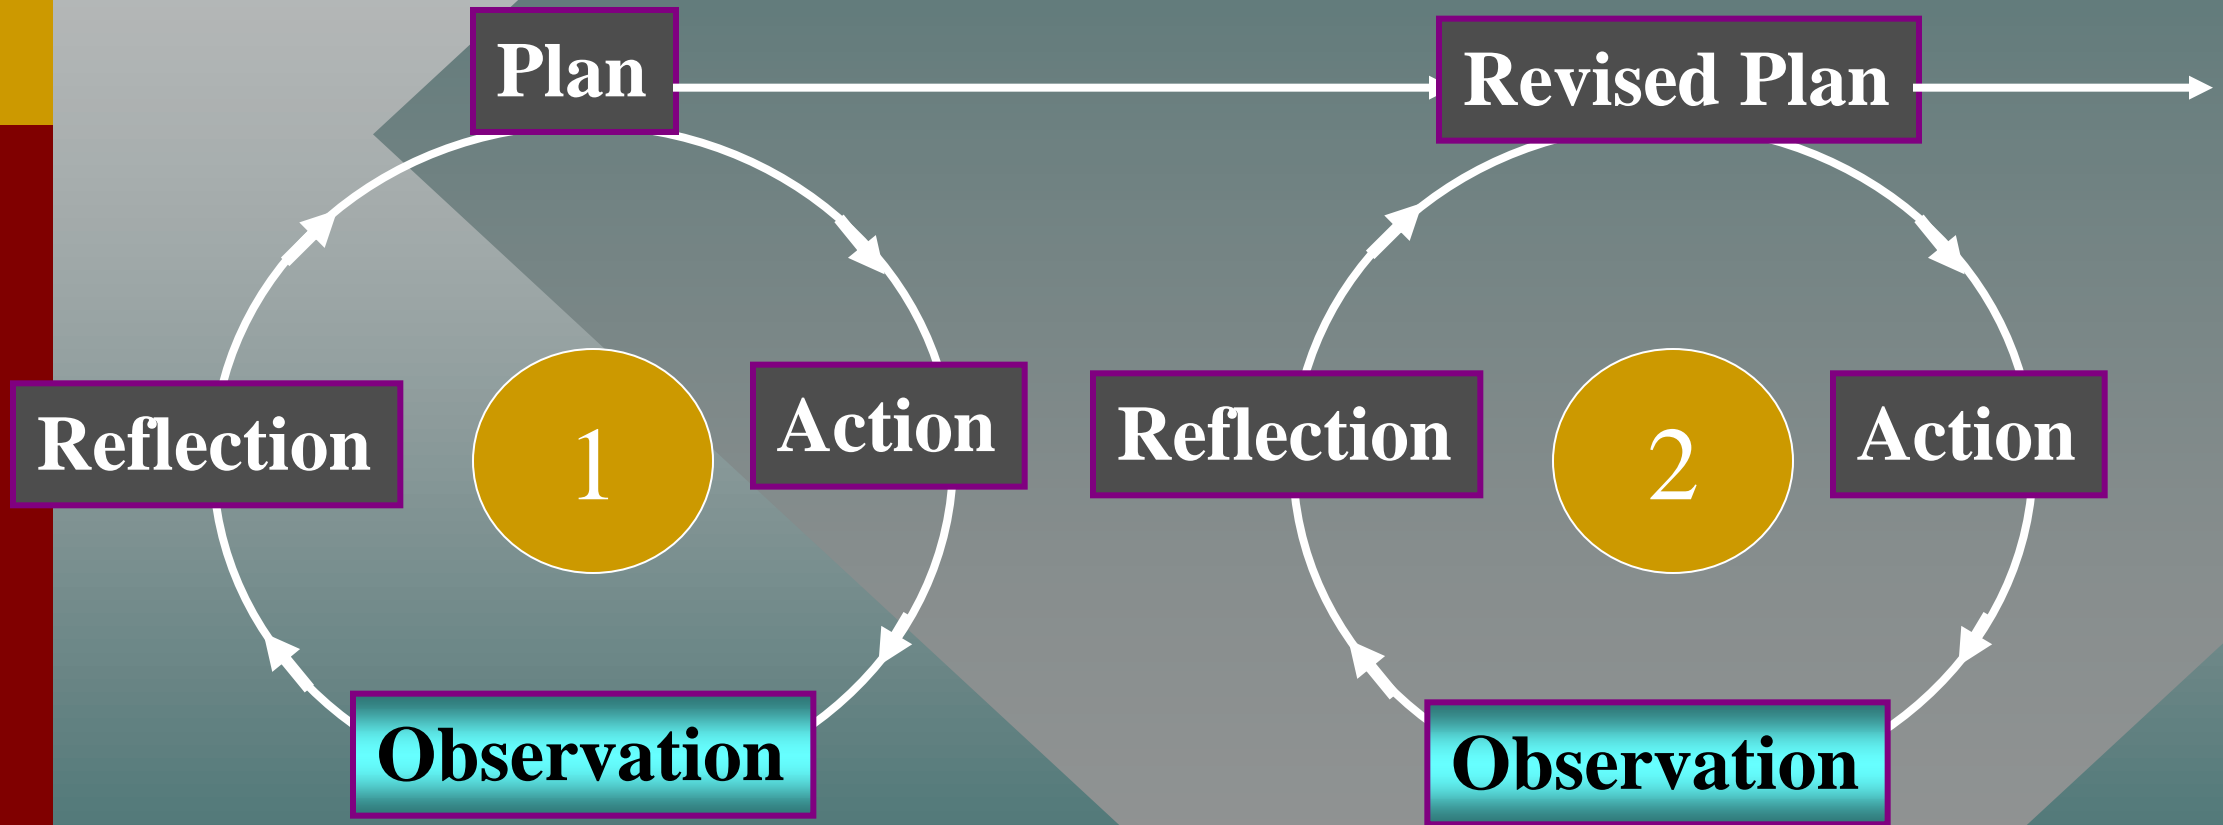 Plan
Action
Observation
Reflection
1
Revised Plan
Action
Observation
Reflection
2